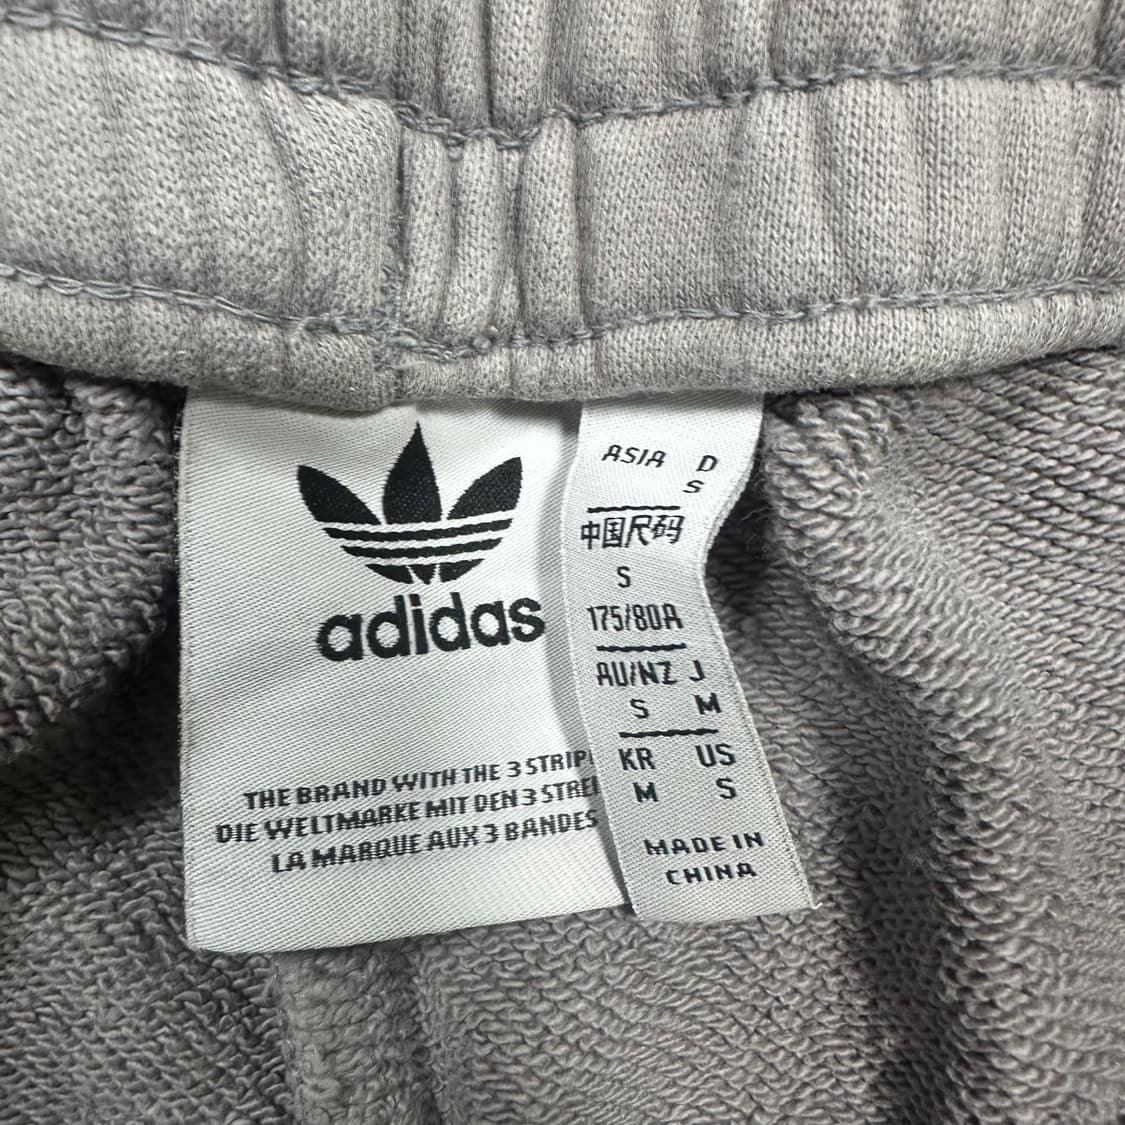 adidas
THE BRAND WITH THE 3 STRIP
DIE WELTMARKE MIT DEN 3 STREI
LA MARQUE AUX 3 BANDES
ASIA D
S
中国尺码
S
175/80A
AU/NZ J
S M
KR US
M S
MADE IN
CHINA